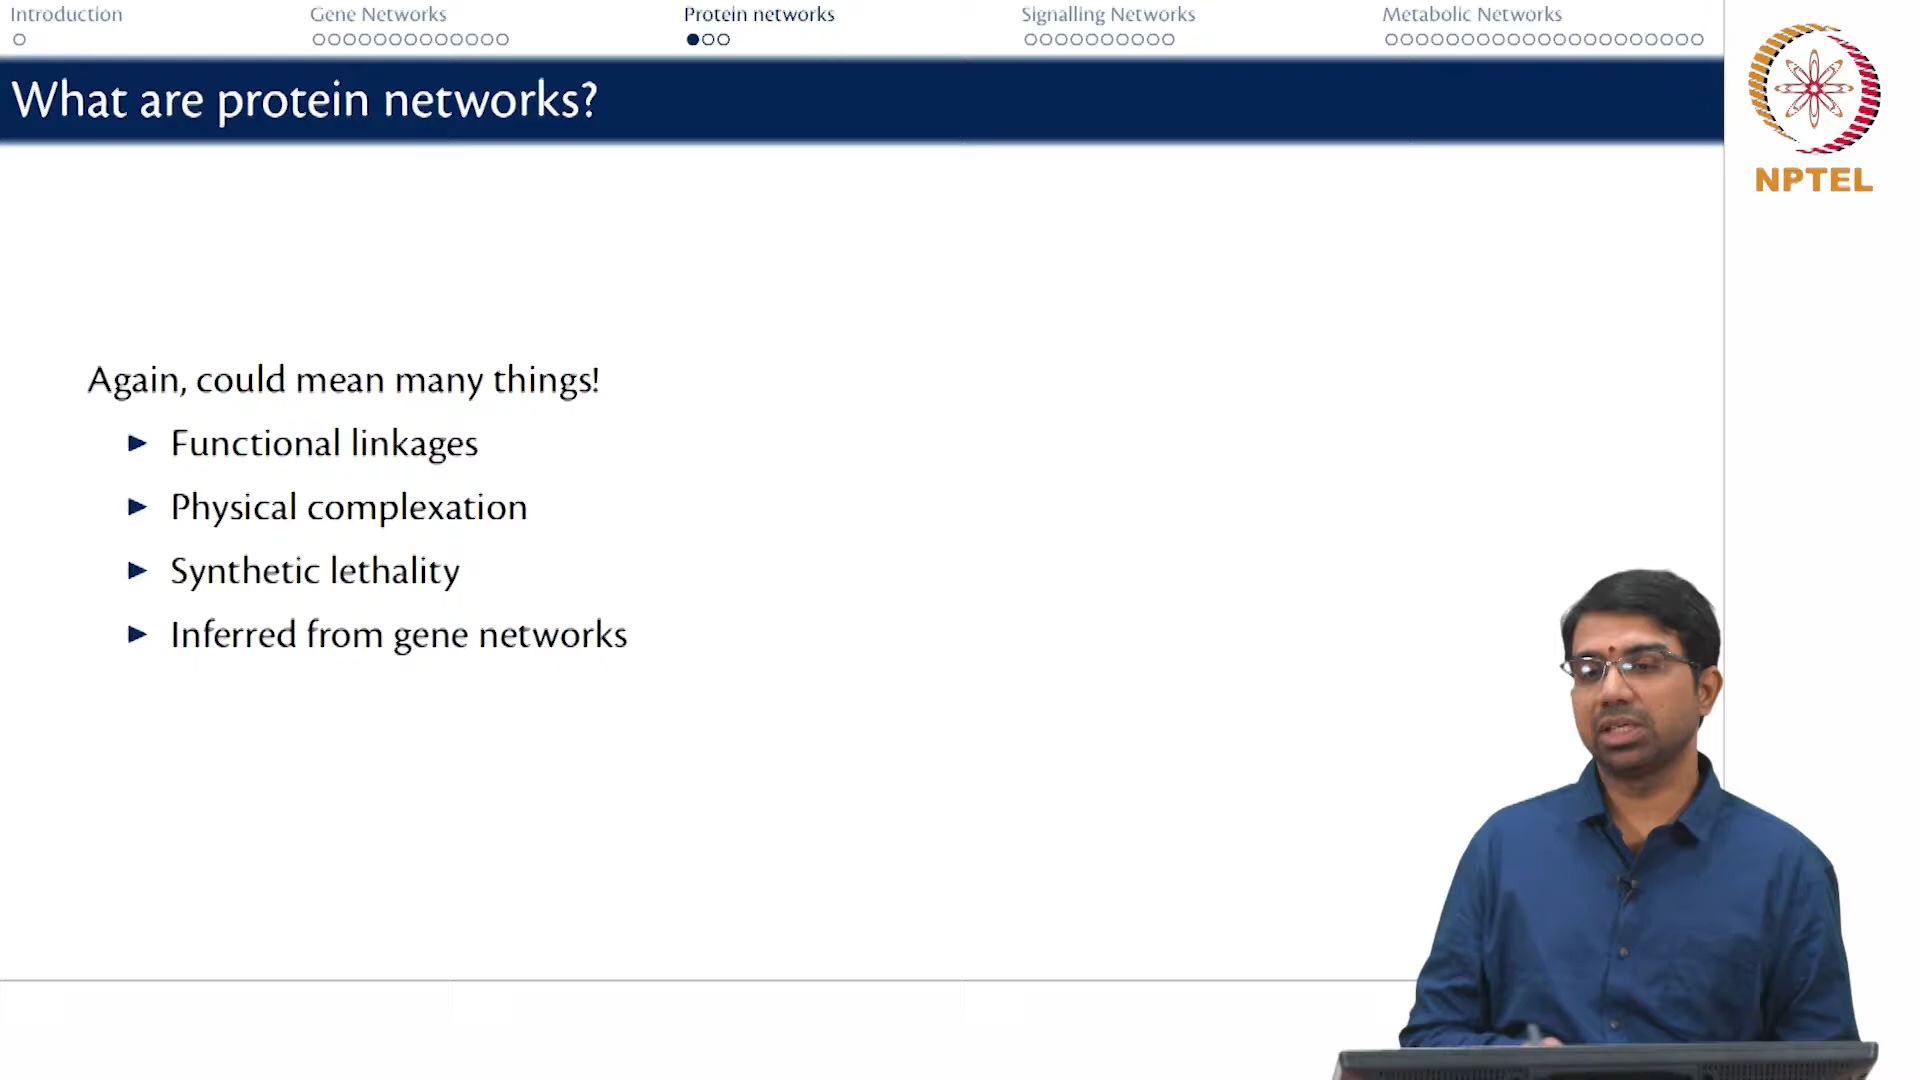 Introduction
Gene Networks
Protein networks
Signalling Networks
Metabolic Networks
What are protein networks?
NPTEL
Again, could mean many things!
Functional linkages
Physical complexation
Synthetic lethality
Inferred from gene networks